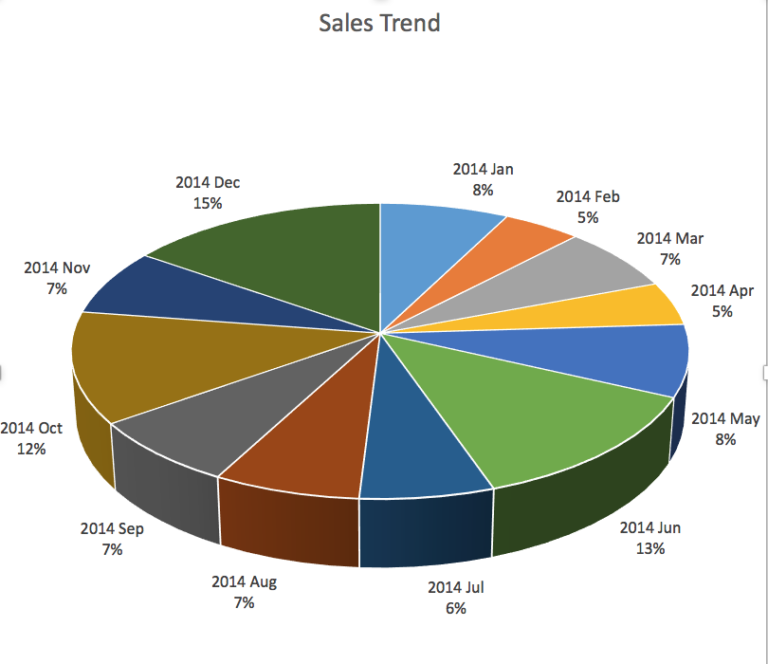 Sales Trend
2014 Jan
8%
2014 Feb
5%
2014 Mar
7%
2014 Apr
5%
2014 May
8%
2014 Jun
13%
2014 Jul
6%
2014 Aug
7%
2014 Sep
7%
2014 Oct
12%
2014 Nov
7%
2014 Dec
15%